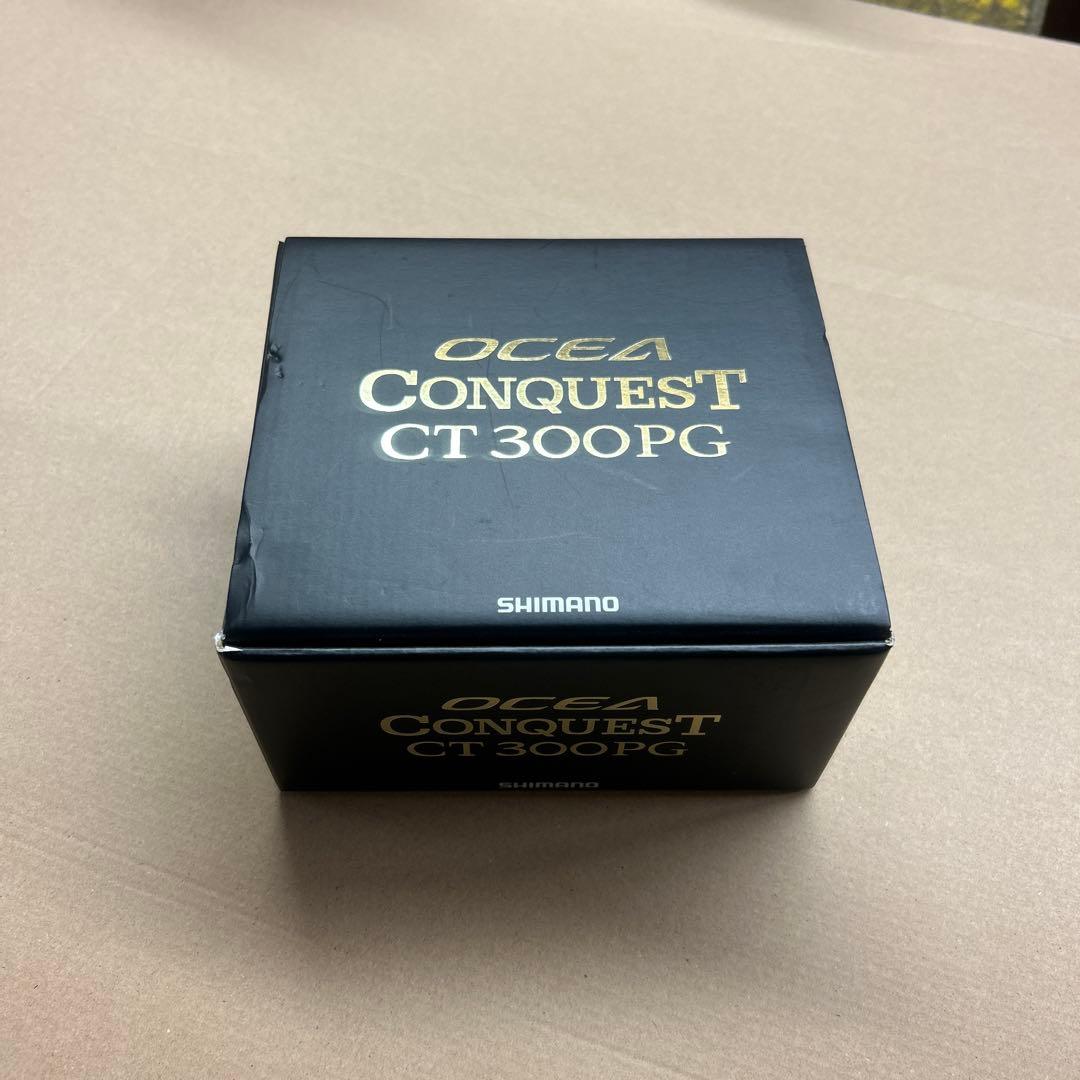 OCEA
CONQUEST
CT 300PG
SHIMANO
OCEA
CONQUEST
CT 300PG
SHIMANO